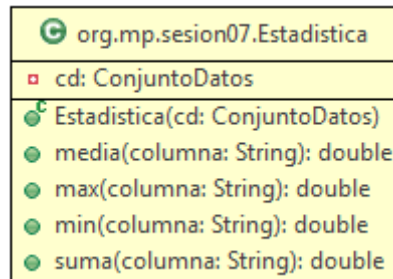 org.mp.sesion07.Estadistica
cd: ConjuntoDatos
Estadistica(cd: ConjuntoDatos)
media(columna: String): double
max(columna: String): double
min(columna: String): double
suma(columna: String): double